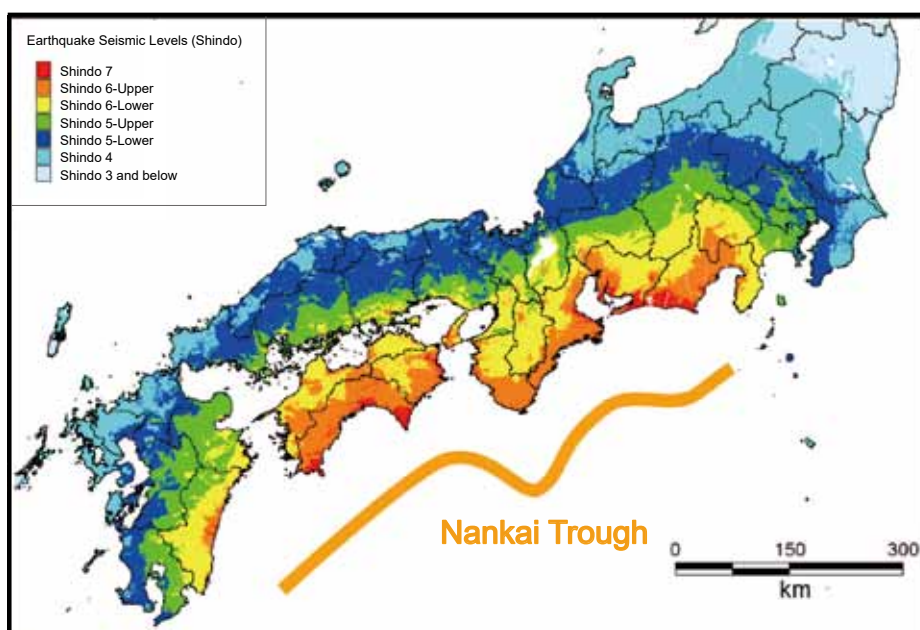 Earthquake Seismic Levels (Shindo)
Shindo 7
Shindo 6-Upper
Shindo 6-Lower
Shindo 5-Upper
Shindo 5-Lower
Shindo 4
Shindo 3 and below
Nankai Trough
0 150 300
km